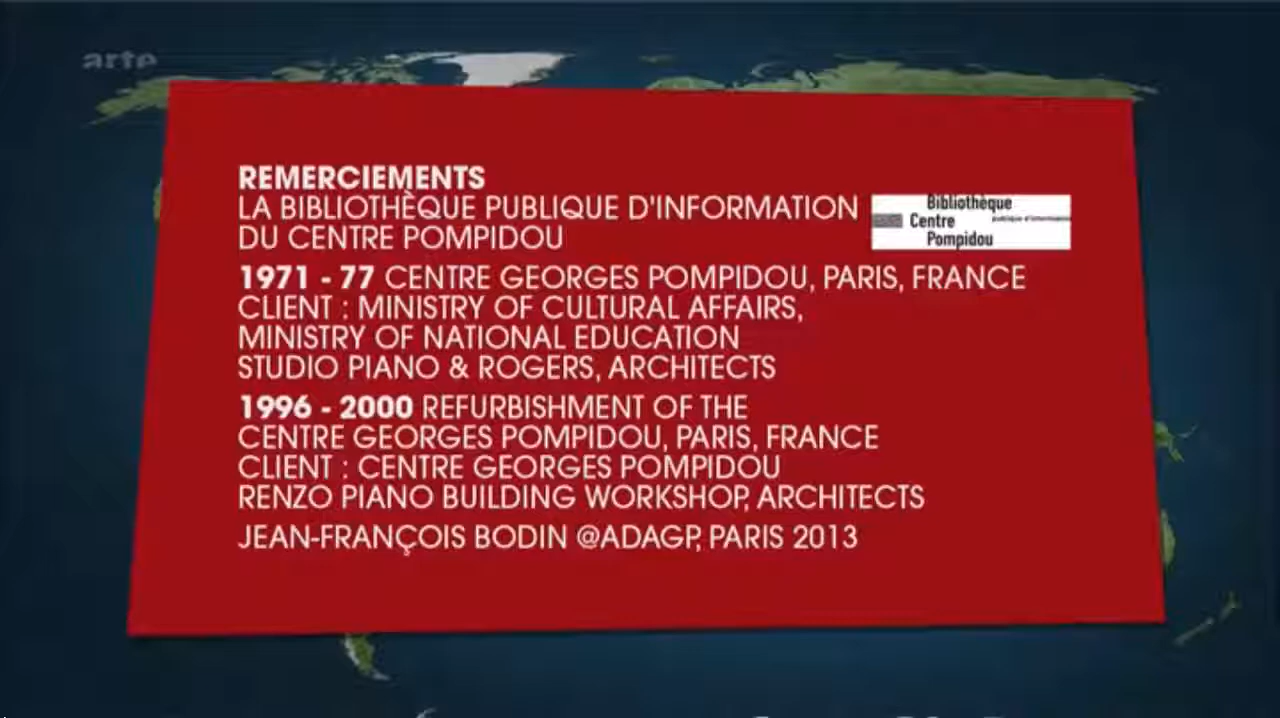 arte
REMERCIEMENTS
LA BIBLIOTHÈQUE PUBLIQUE D'INFORMATION
DU CENTRE POMPIDOU
Bibliothèque
publique d'information
Centre
Pompidou
1971 - 77 CENTRE GEORGES POMPIDOU, PARIS, FRANCE
CLIENT : MINISTRY OF CULTURAL AFFAIRS,
MINISTRY OF NATIONAL EDUCATION
STUDIO PIANO & ROGERS, ARCHITECTS
1996 - 2000 REFURBISHMENT OF THE
CENTRE GEORGES POMPIDOU, PARIS, FRANCE
CLIENT : CENTRE GEORGES POMPIDOU
RENZO PIANO BUILDING WORKSHOP, ARCHITECTS
JEAN-FRANÇOIS BODIN @ADAGP, PARIS 2013